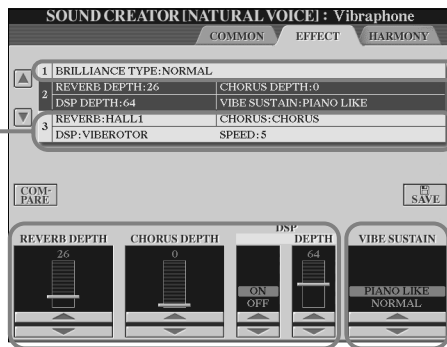 SOUND CREATOR [NATURAL VOICE] : Vibraphone
COMMON EFFECT HARMONY
1 BRILLIANCE TYPE:NORMAL
2 REVERB DEPTH:26 CHORUS DEPTH:0
DSP DEPTH:64 VIBE SUSTAIN:PIANO LIKE
3 REVERB:HALL1 CHORUS:CHORUS
DSP:VIBEROTOR SPEED:5
COM-
PARE
SAVE
DSP
REVERB DEPTH CHORUS DEPTH DEPTH VIBE SUSTAIN
26 0 64
ON PIANO LIKE
OFF NORMAL